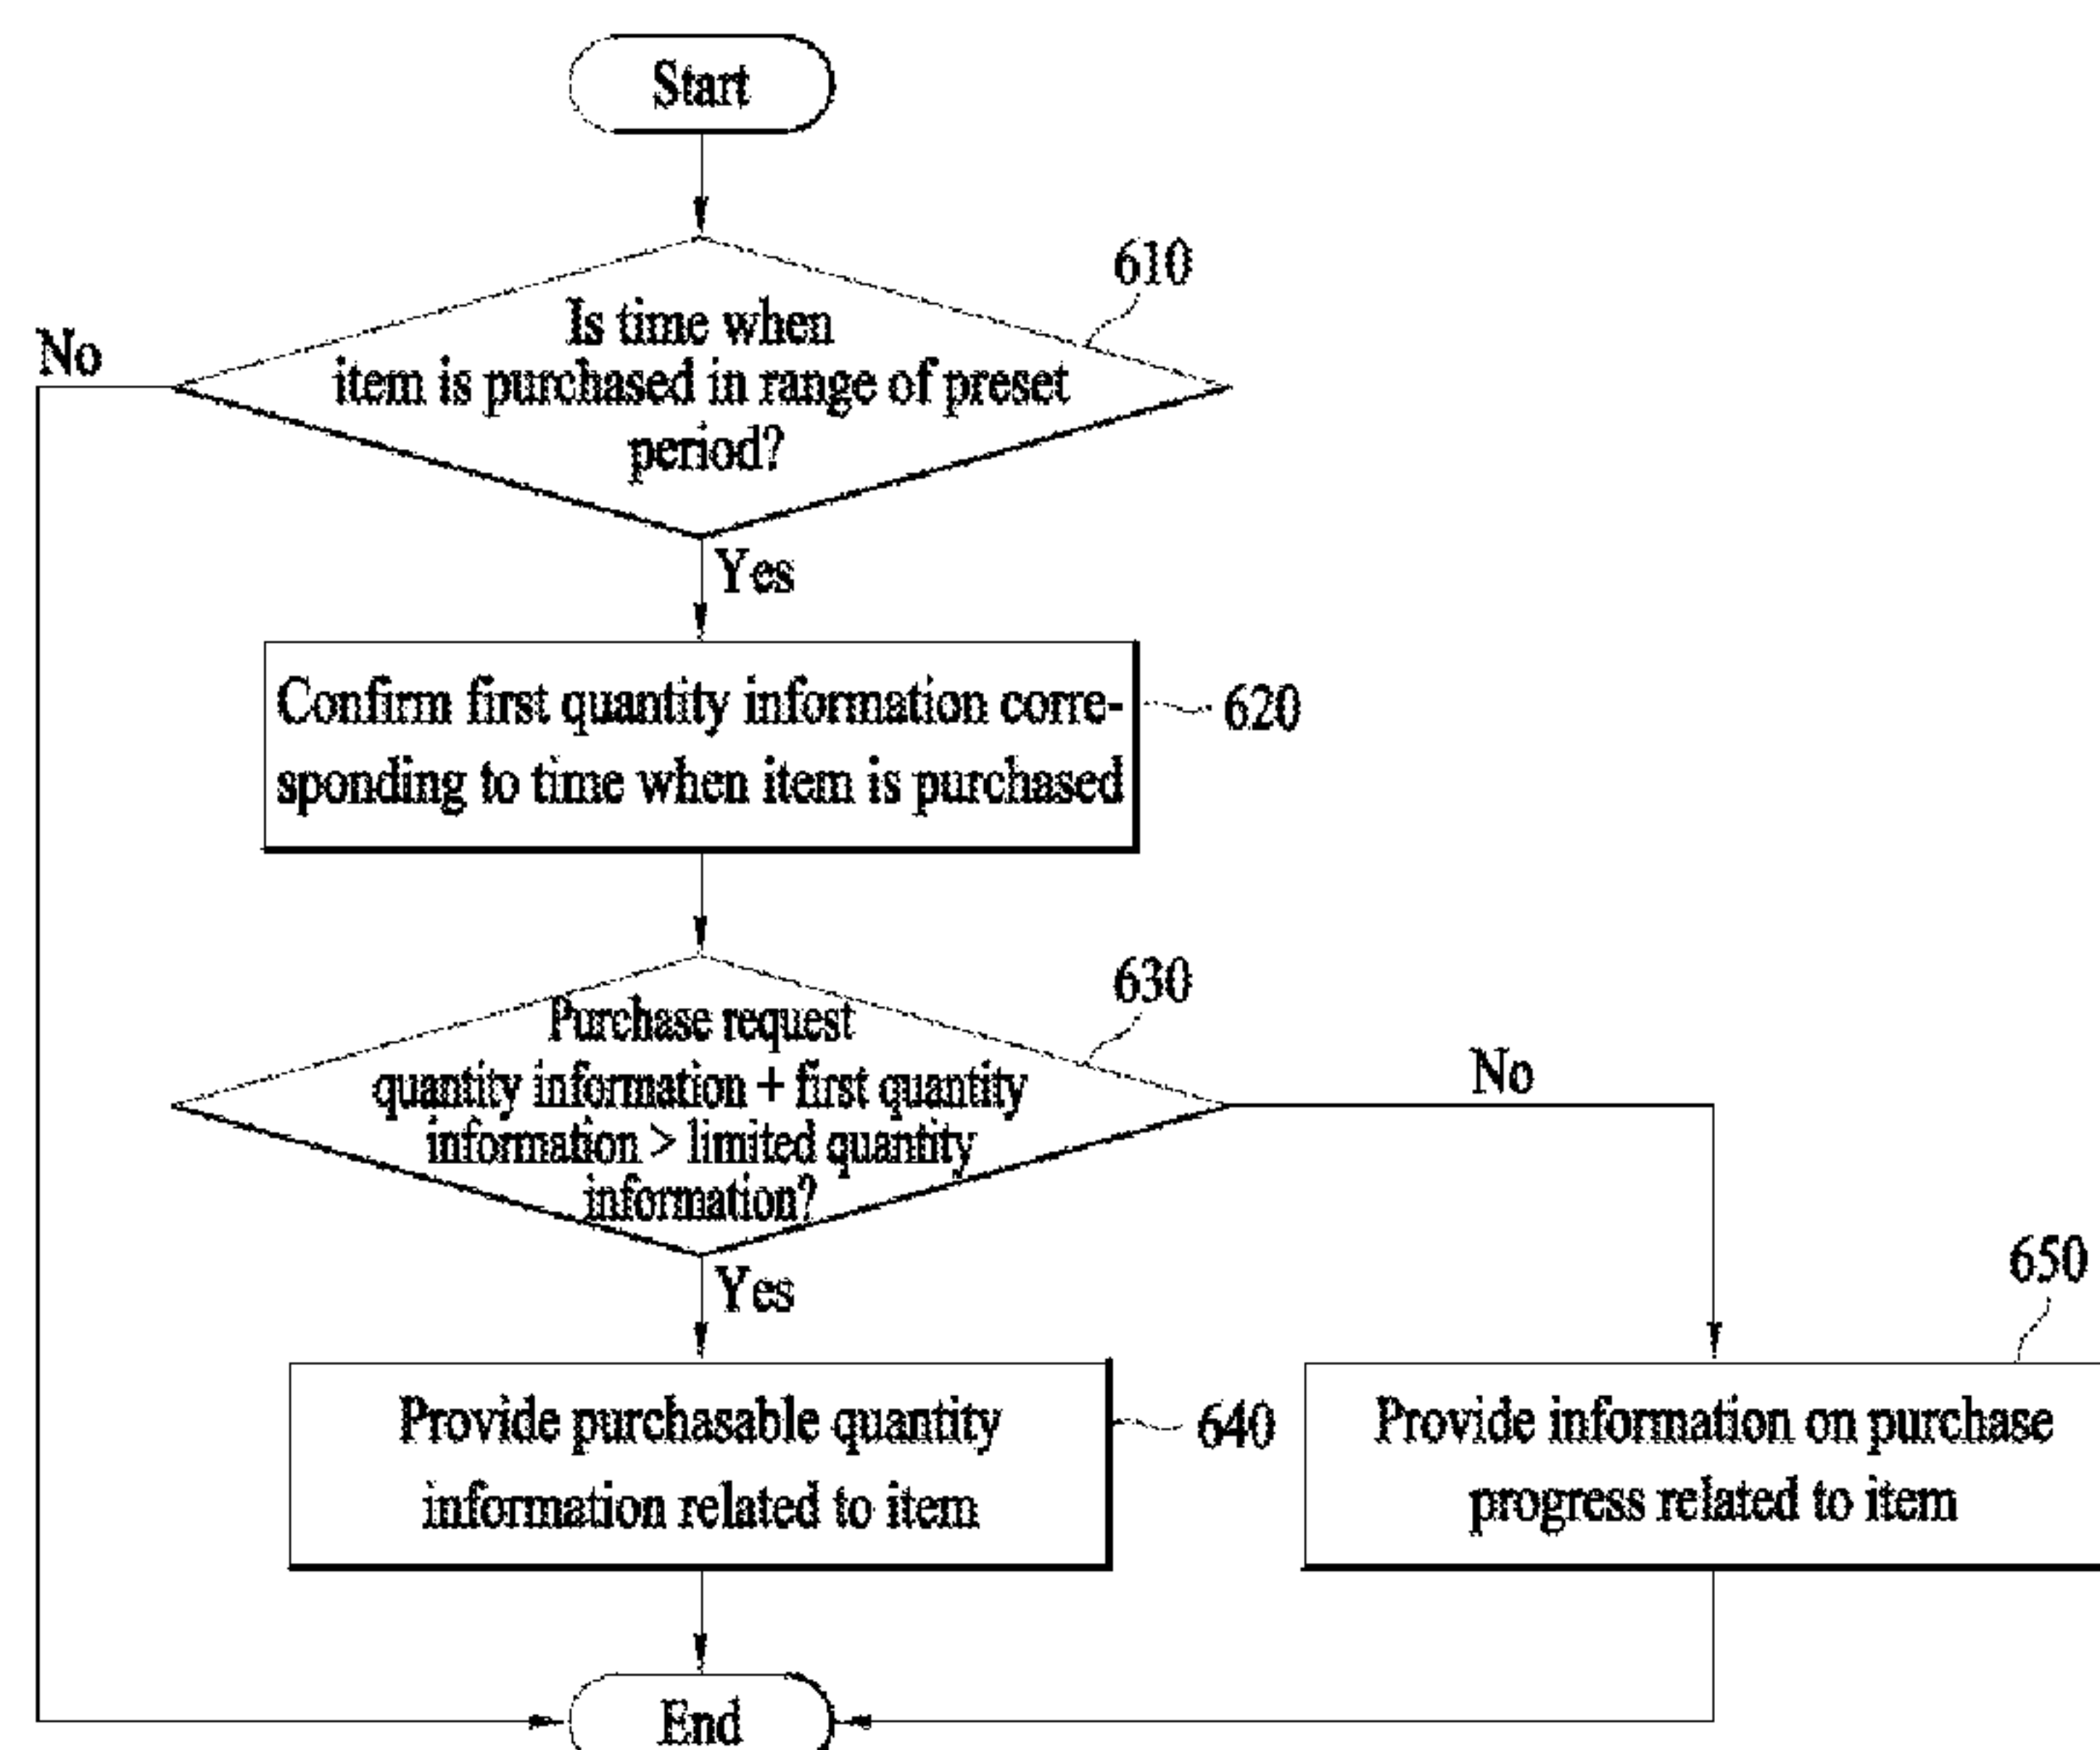 Start
610
Is time when
item is purchased in range of preset
period?
No
Yes
Confirm first quantity information corre-
sponding to time when item is purchased
620
630
Purchase request
quantity information + first quantity
information > limited quantity
information?
No
Yes
650
Provide purchasable quantity
information related to item
640
Provide information on purchase
progress related to item
End